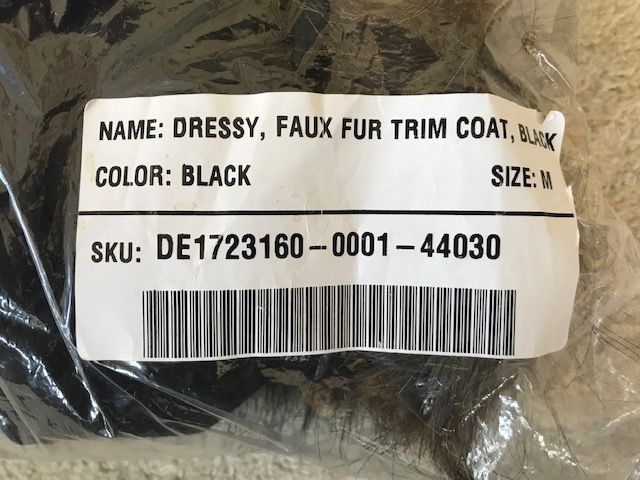 NAME: DRESSY, FAUX FUR TRIM COAT, BLACK
COLOR: BLACK SIZE: M
SKU: DE1723160-0001-44030